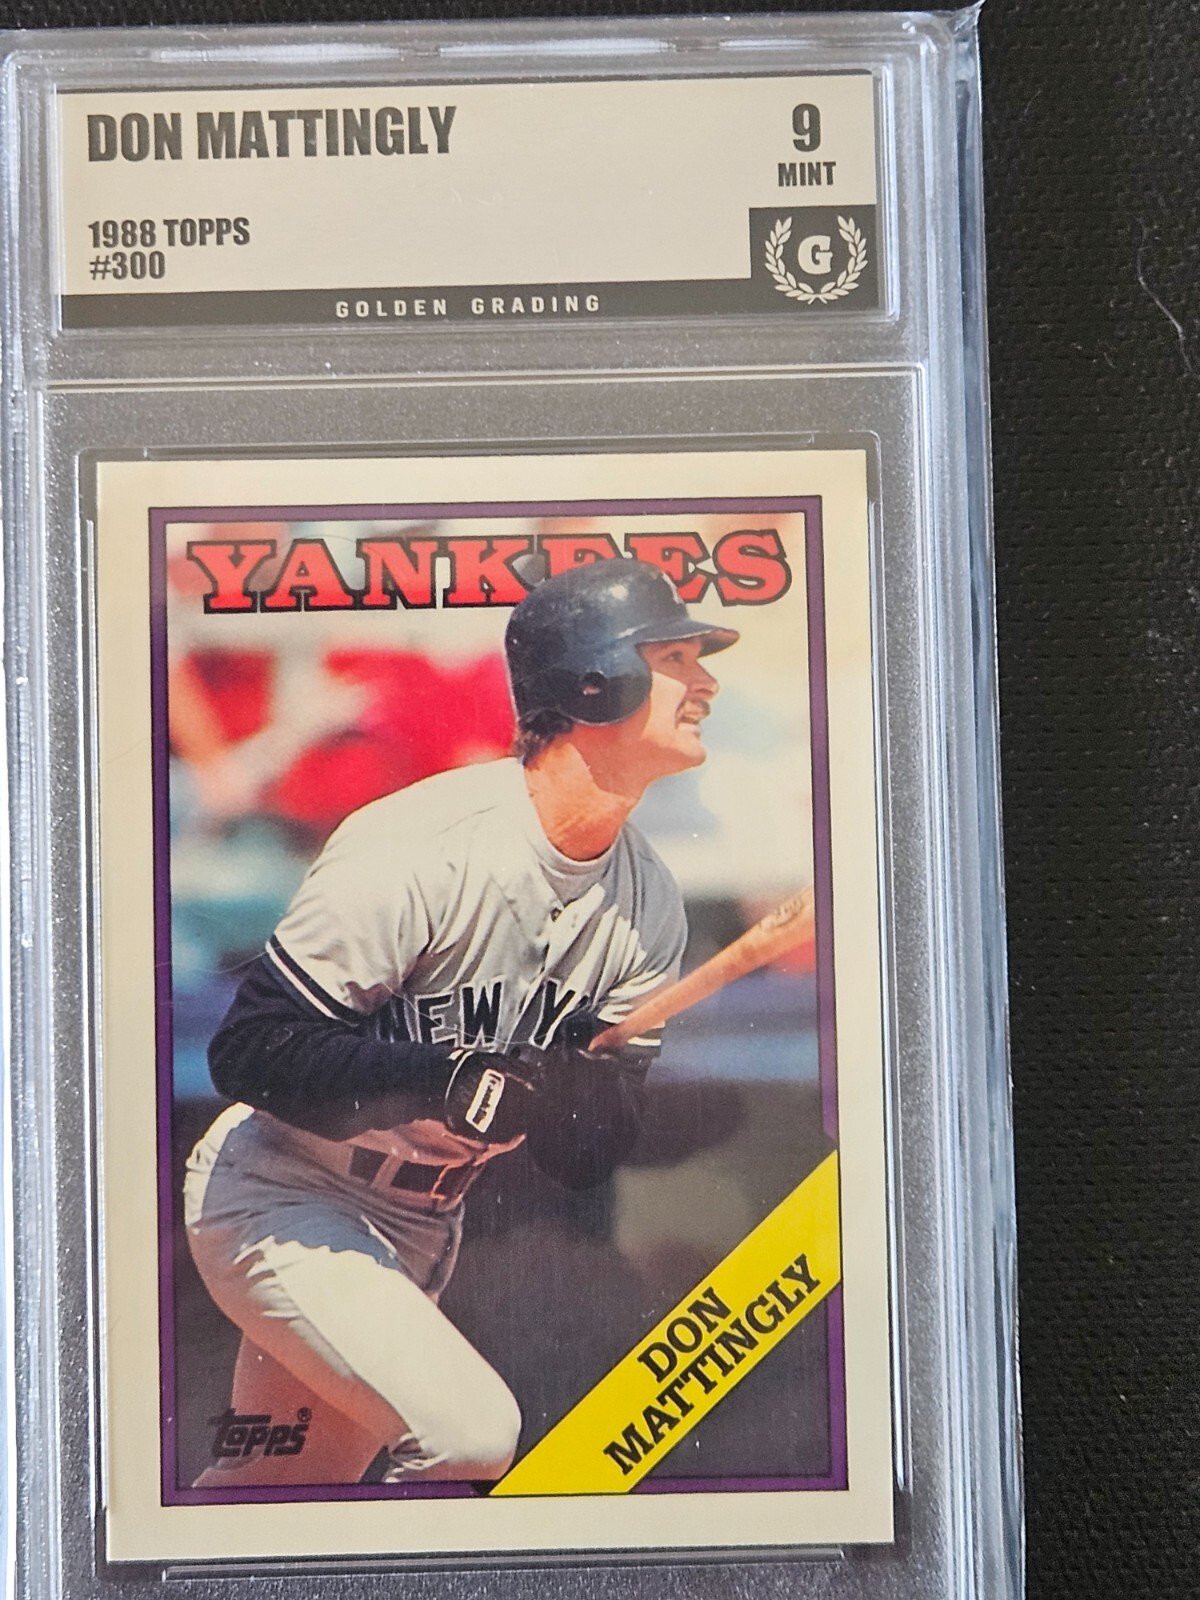 DON MATTINGLY
9
MINT
1988 TOPPS
#300
G
GOLDEN GRADING
YANKEES
NEW Y
DON
MATTINGLY
topps®